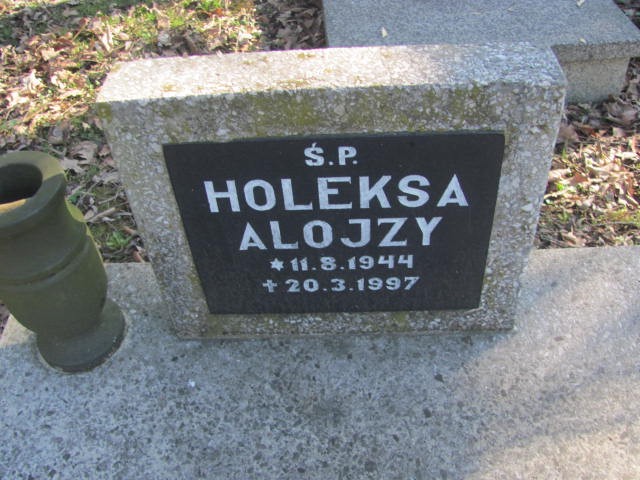 Ś.P.
HOLEKSA
ALOJZY
* 11.8.1944
✝ 20.3.1997